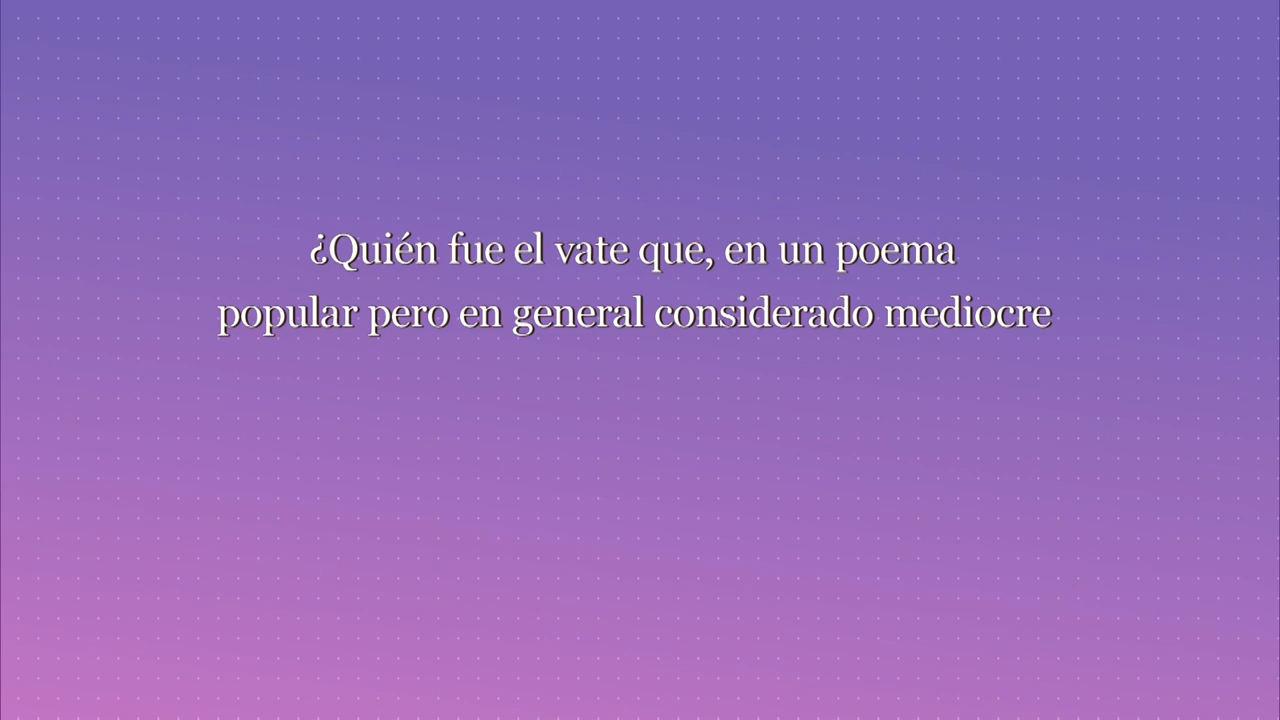 ¿Quién fue el vate que, en un poema
popular pero en general considerado mediocre